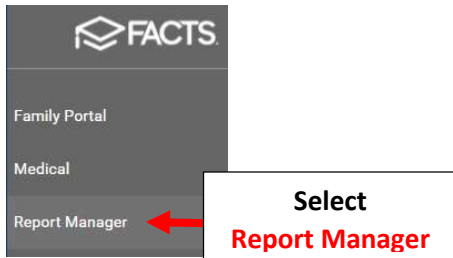 FACTS
Family Portal
Medical
Report Manager
Select
Report Manager